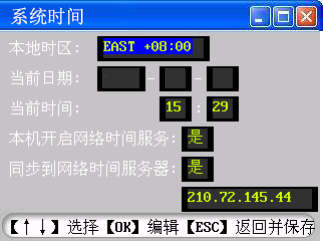 系统时间
本地时区: EAST +08:00
当前日期: - -
当前时间: 15 : 29
本机开启网络时间服务: 是
同步到网络时间服务器: 是
210.72.145.44
【↑↓】选择【OK】编辑【ESC】返回并保存